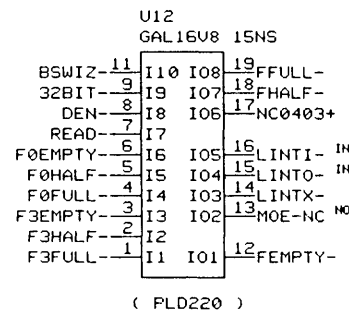 U12
GAL16V8 15NS
BSWIZ- 11 I10 IO8 19 FFULL-
32BIT- 9 I9 IO7 18 FHALF-
DEN- 8 I8 IO6 17 NC0403+
READ- 7 I7
F0EMPTY- 6 I6 IO5 16 LINTI- IN
F0HALF- 5 I5 IO4 15 LINTO- IN
F0FULL- 4 I4 IO3 14 LINTX-
F3EMPTY- 3 I3 IO2 13 MOE-NC NO
F3HALF- 2 I2
F3FULL- 1 I1 IO1 12 FEMPTY-
( PLD220 )